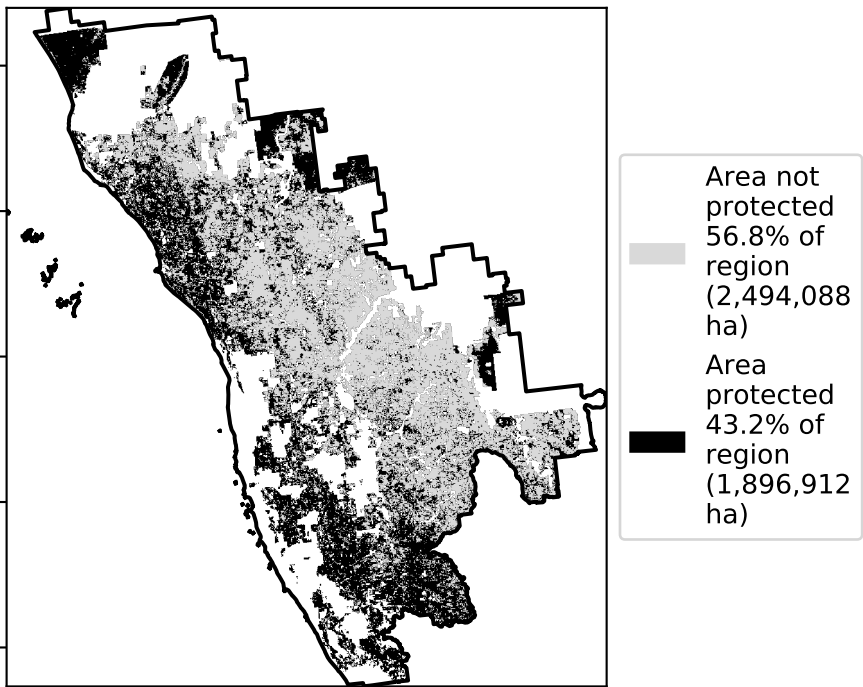 Area not
protected
56.8% of
region
(2,494,088
ha)
Area
protected
43.2% of
region
(1,896,912
ha)